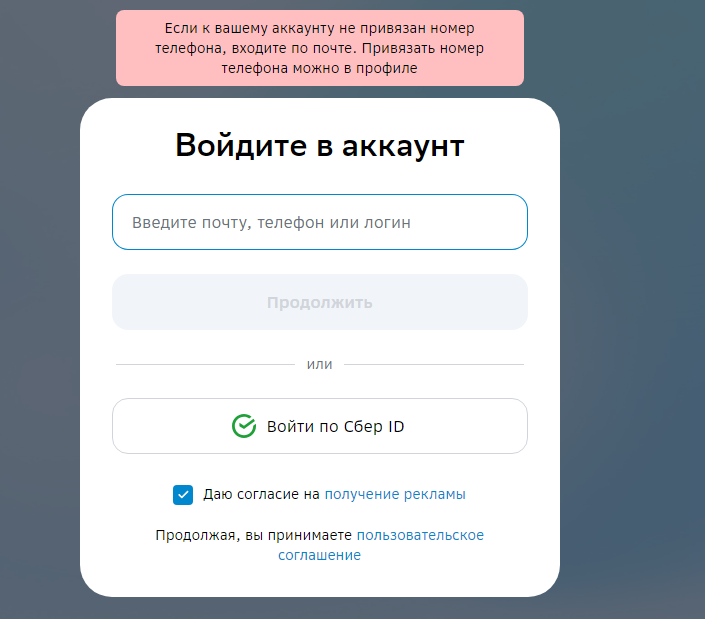 Если к вашему аккаунту не привязан номер
телефона, входите по почте. Привязать номер
телефона можно в профиле
Войдите в аккаунт
Введите почту, телефон или логин
Продолжить
или
Войти по Сбер ID
Даю согласие на получение рекламы
Продолжая, вы принимаете пользовательское
соглашение